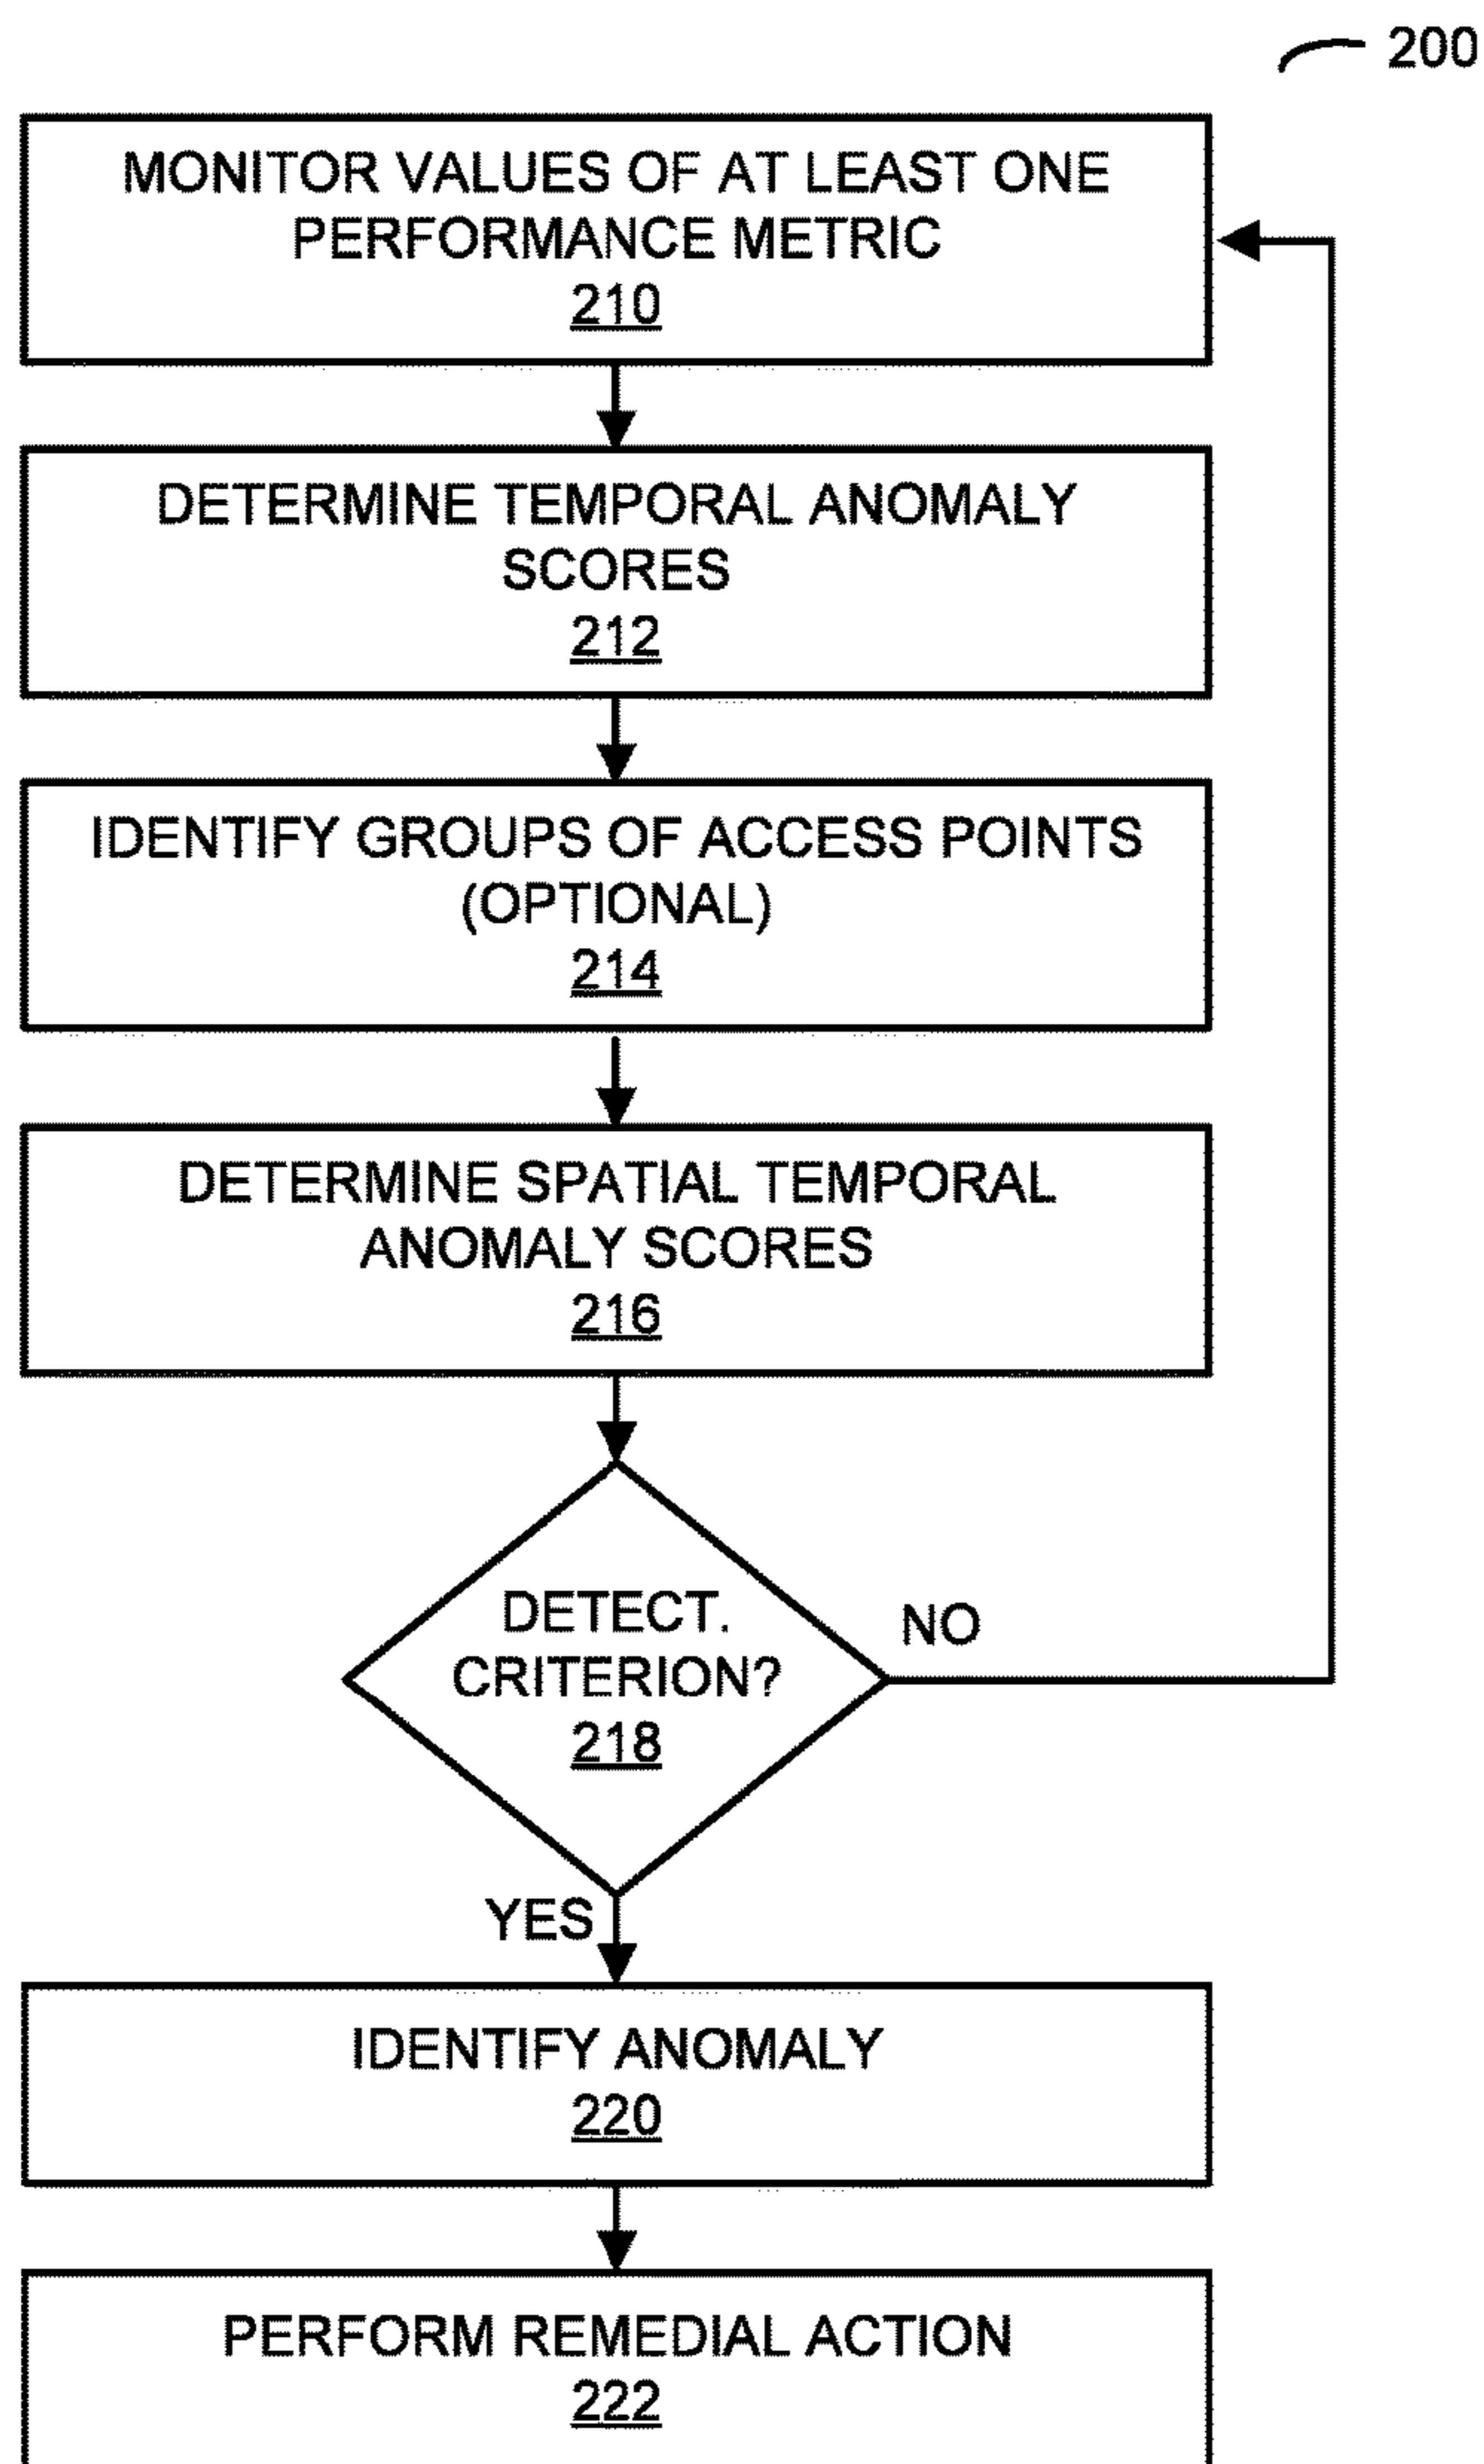 200
MONITOR VALUES OF AT LEAST ONE
PERFORMANCE METRIC
210
DETERMINE TEMPORAL ANOMALY
SCORES
212
IDENTIFY GROUPS OF ACCESS POINTS
(OPTIONAL)
214
DETERMINE SPATIAL TEMPORAL
ANOMALY SCORES
216
DETECT.
CRITERION?
218
NO
YES
IDENTIFY ANOMALY
220
PERFORM REMEDIAL ACTION
222